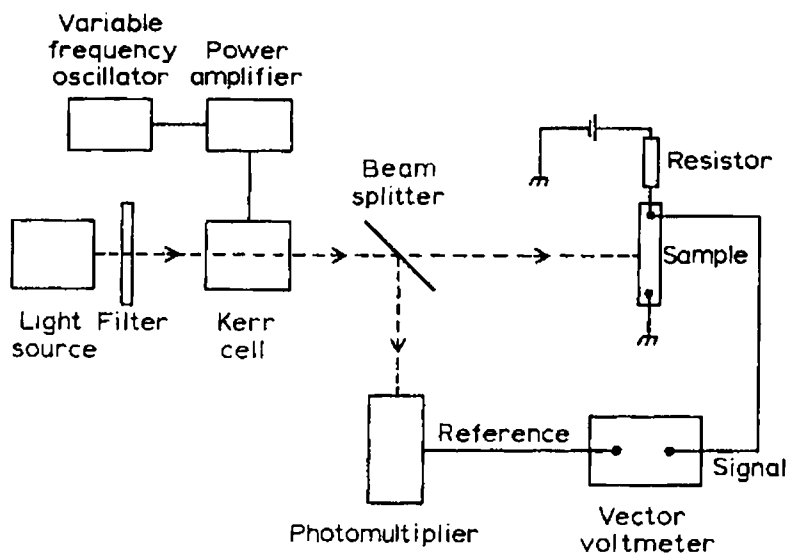 Variable
frequency
oscillator
Power
amplifier
Beam
splitter
Resistor
Sample
Light
source
Filter
Kerr
cell
Reference
Signal
Photomultiplier
Vector
voltmeter